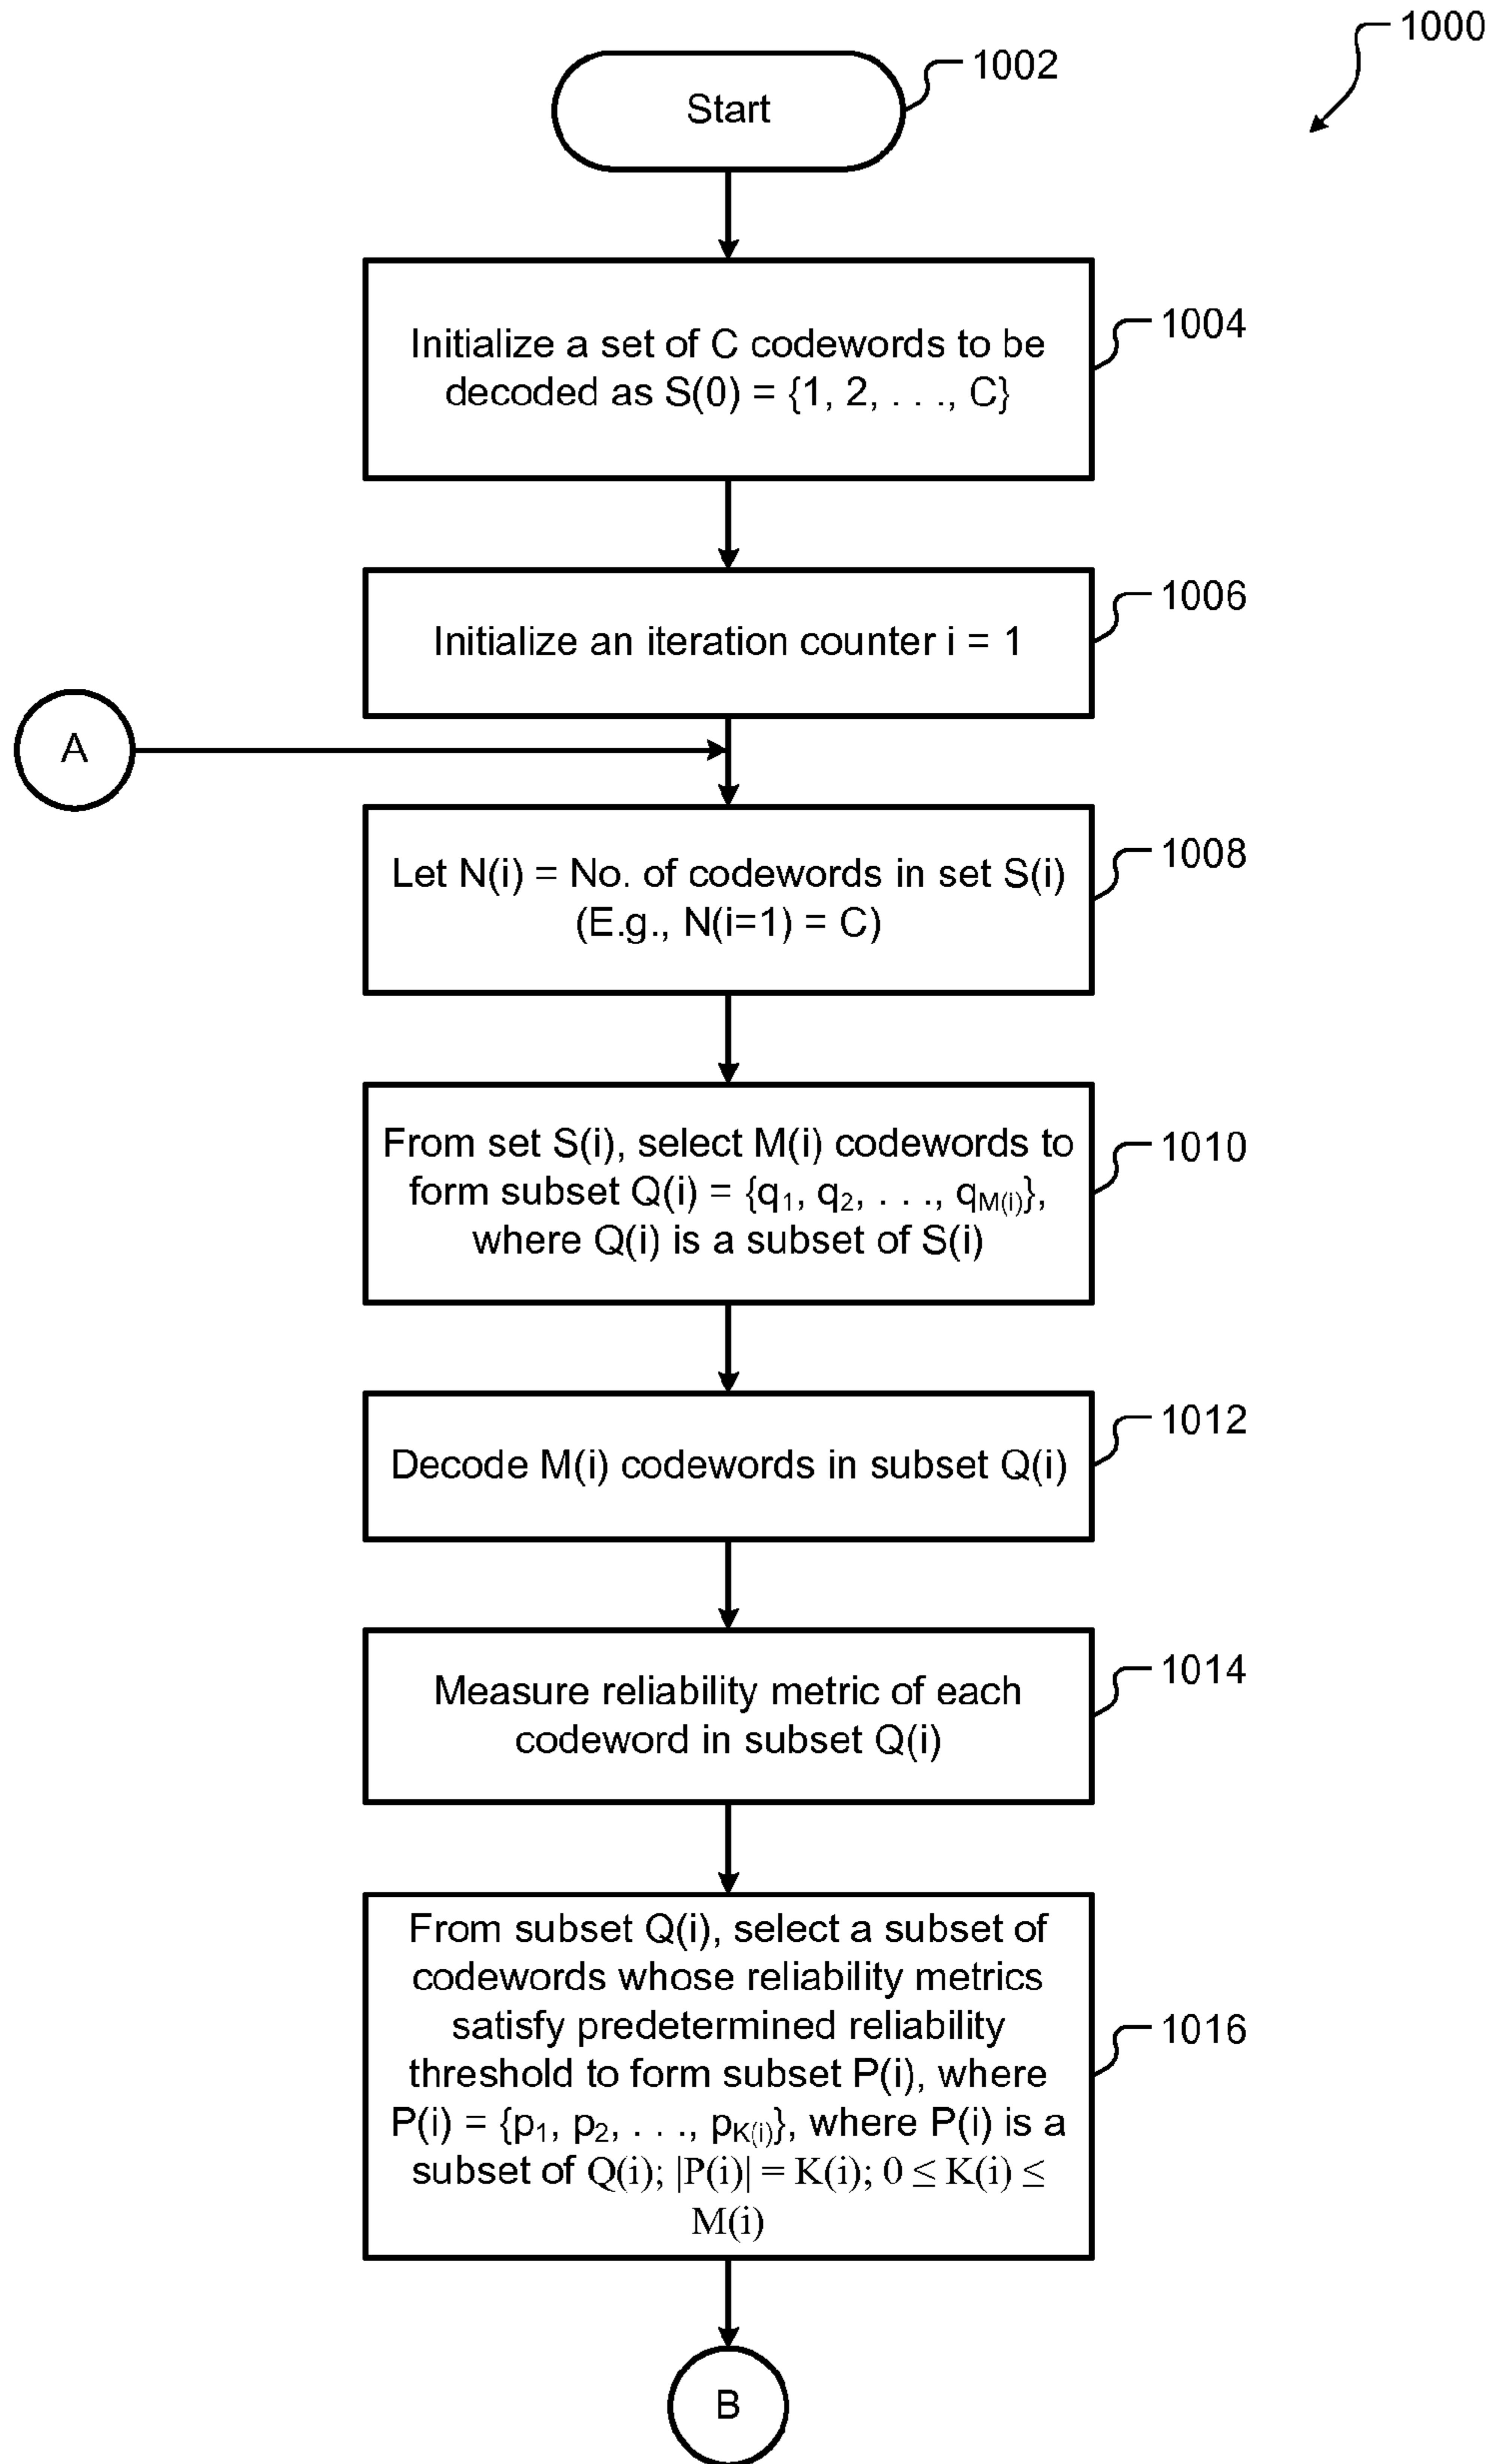 1000
Start
1002
Initialize a set of C codewords to be
decoded as S(0) = {1, 2, . . ., C}
1004
Initialize an iteration counter i = 1
1006
A
Let N(i) = No. of codewords in set S(i)
(E.g., N(i=1) = C)
1008
From set S(i), select M(i) codewords to
form subset Q(i) = {q₁, q₂, . . ., q_M(i)},
where Q(i) is a subset of S(i)
1010
Decode M(i) codewords in subset Q(i)
1012
Measure reliability metric of each
codeword in subset Q(i)
1014
From subset Q(i), select a subset of
codewords whose reliability metrics
satisfy predetermined reliability
threshold to form subset P(i), where
P(i) = {p₁, p₂, . . ., p_K(i)}, where P(i) is a
subset of Q(i); |P(i)| = K(i); 0 ≤ K(i) ≤
M(i)
1016
B